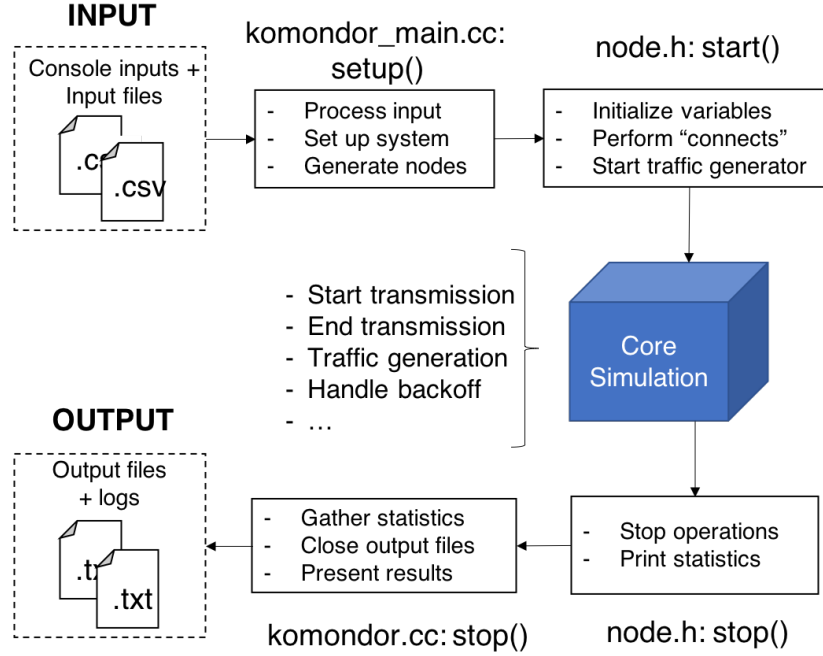 INPUT
Console inputs +
Input files
.cs
.csv
komondor_main.cc:
setup()
- Process input
- Set up system
- Generate nodes
node.h: start()
- Initialize variables
- Perform “connects”
- Start traffic generator
- Start transmission
- End transmission
- Traffic generation
- Handle backoff
- …
Core
Simulation
OUTPUT
Output files
+ logs
.tx
.txt
- Gather statistics
- Close output files
- Present results
komondor.cc: stop()
- Stop operations
- Print statistics
node.h: stop()